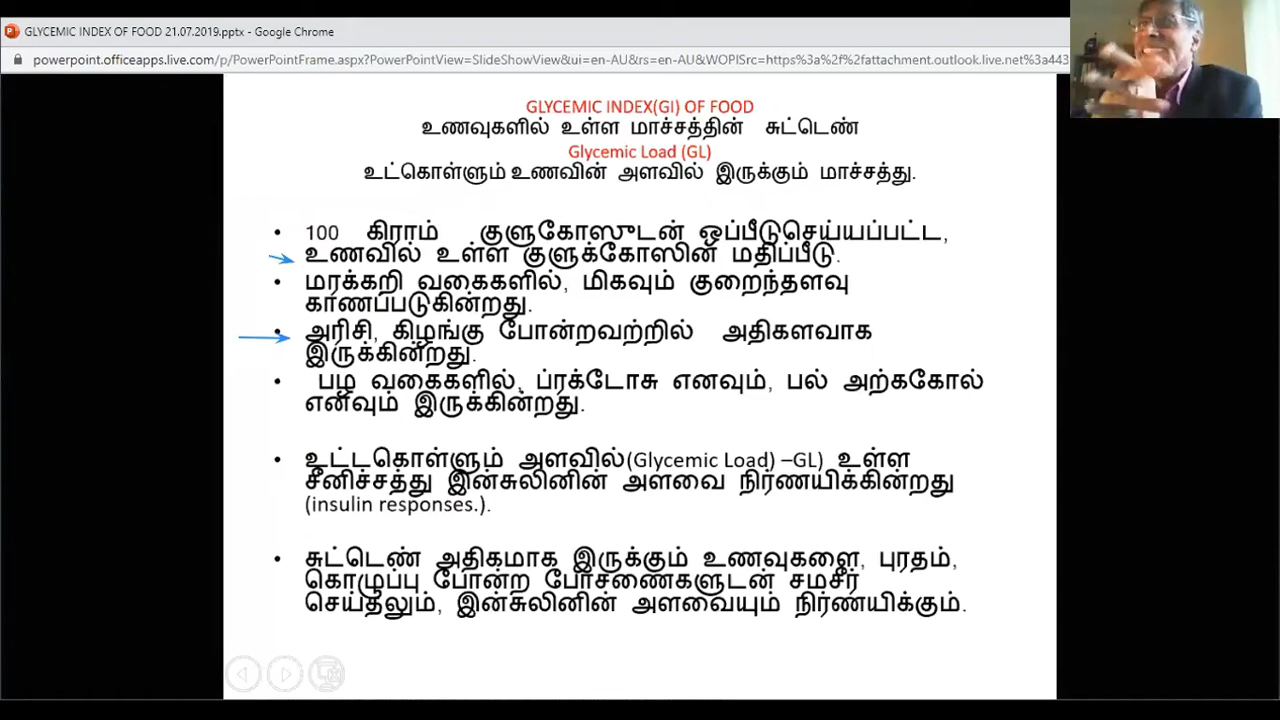 GLYCEMIC INDEX OF FOOD 21.07.2019.pptx - Google Chrome
powerpoint.officeapps.live.com/p/PowerPointFrame.aspx?PowerPointView=SlideShowView&ui=en-AU&rs=en-AU&WOPISrc=https%3a%2f%2fattachment.outlook.live.net%3a443
GLYCEMIC INDEX(GI) OF FOOD
உணவுகளில் உள்ள மாச்சத்தின் சுட்டெண்
Glycemic Load (GL)
உட்கொள்ளும் உணவின் அளவில் இருக்கும் மாச்சத்து.
• 100 கிராம் குளுகோஸுடன் ஒப்பீடுசெய்யப்பட்ட,
உணவில் உள்ள குளுக்கோஸின் மதிப்பீடு.
• மரக்கறி வகைகளில், மிகவும் குறைந்தளவு
காணப்படுகின்றது.
• அரிசி, கிழங்கு போன்றவற்றில் அதிகளவாக
இருக்கின்றது.
• பழ வகைகளில், ப்ரக்டோசு எனவும், பல் அற்ககோல்
எனவும் இருக்கின்றது.
• உட்டகொள்ளும் அளவில்(Glycemic Load) –GL) உள்ள
சீனிச்சத்து இன்சுலினின் அளவை நிர்ணயிக்கின்றது
(insulin responses.).
• சுட்டெண் அதிகமாக இருக்கும் உணவுகளை, புரதம்,
கொழுப்பு போன்ற போசணைகளுடன் சமசீர்
செய்தலும், இன்சுலினின் அளவையும் நிர்ணயிக்கும்.